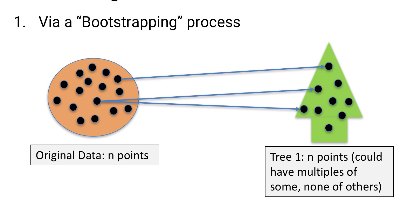 1. Via a “Bootstrapping” process
Original Data: n points
Tree 1: n points (could
have multiples of
some, none of others)